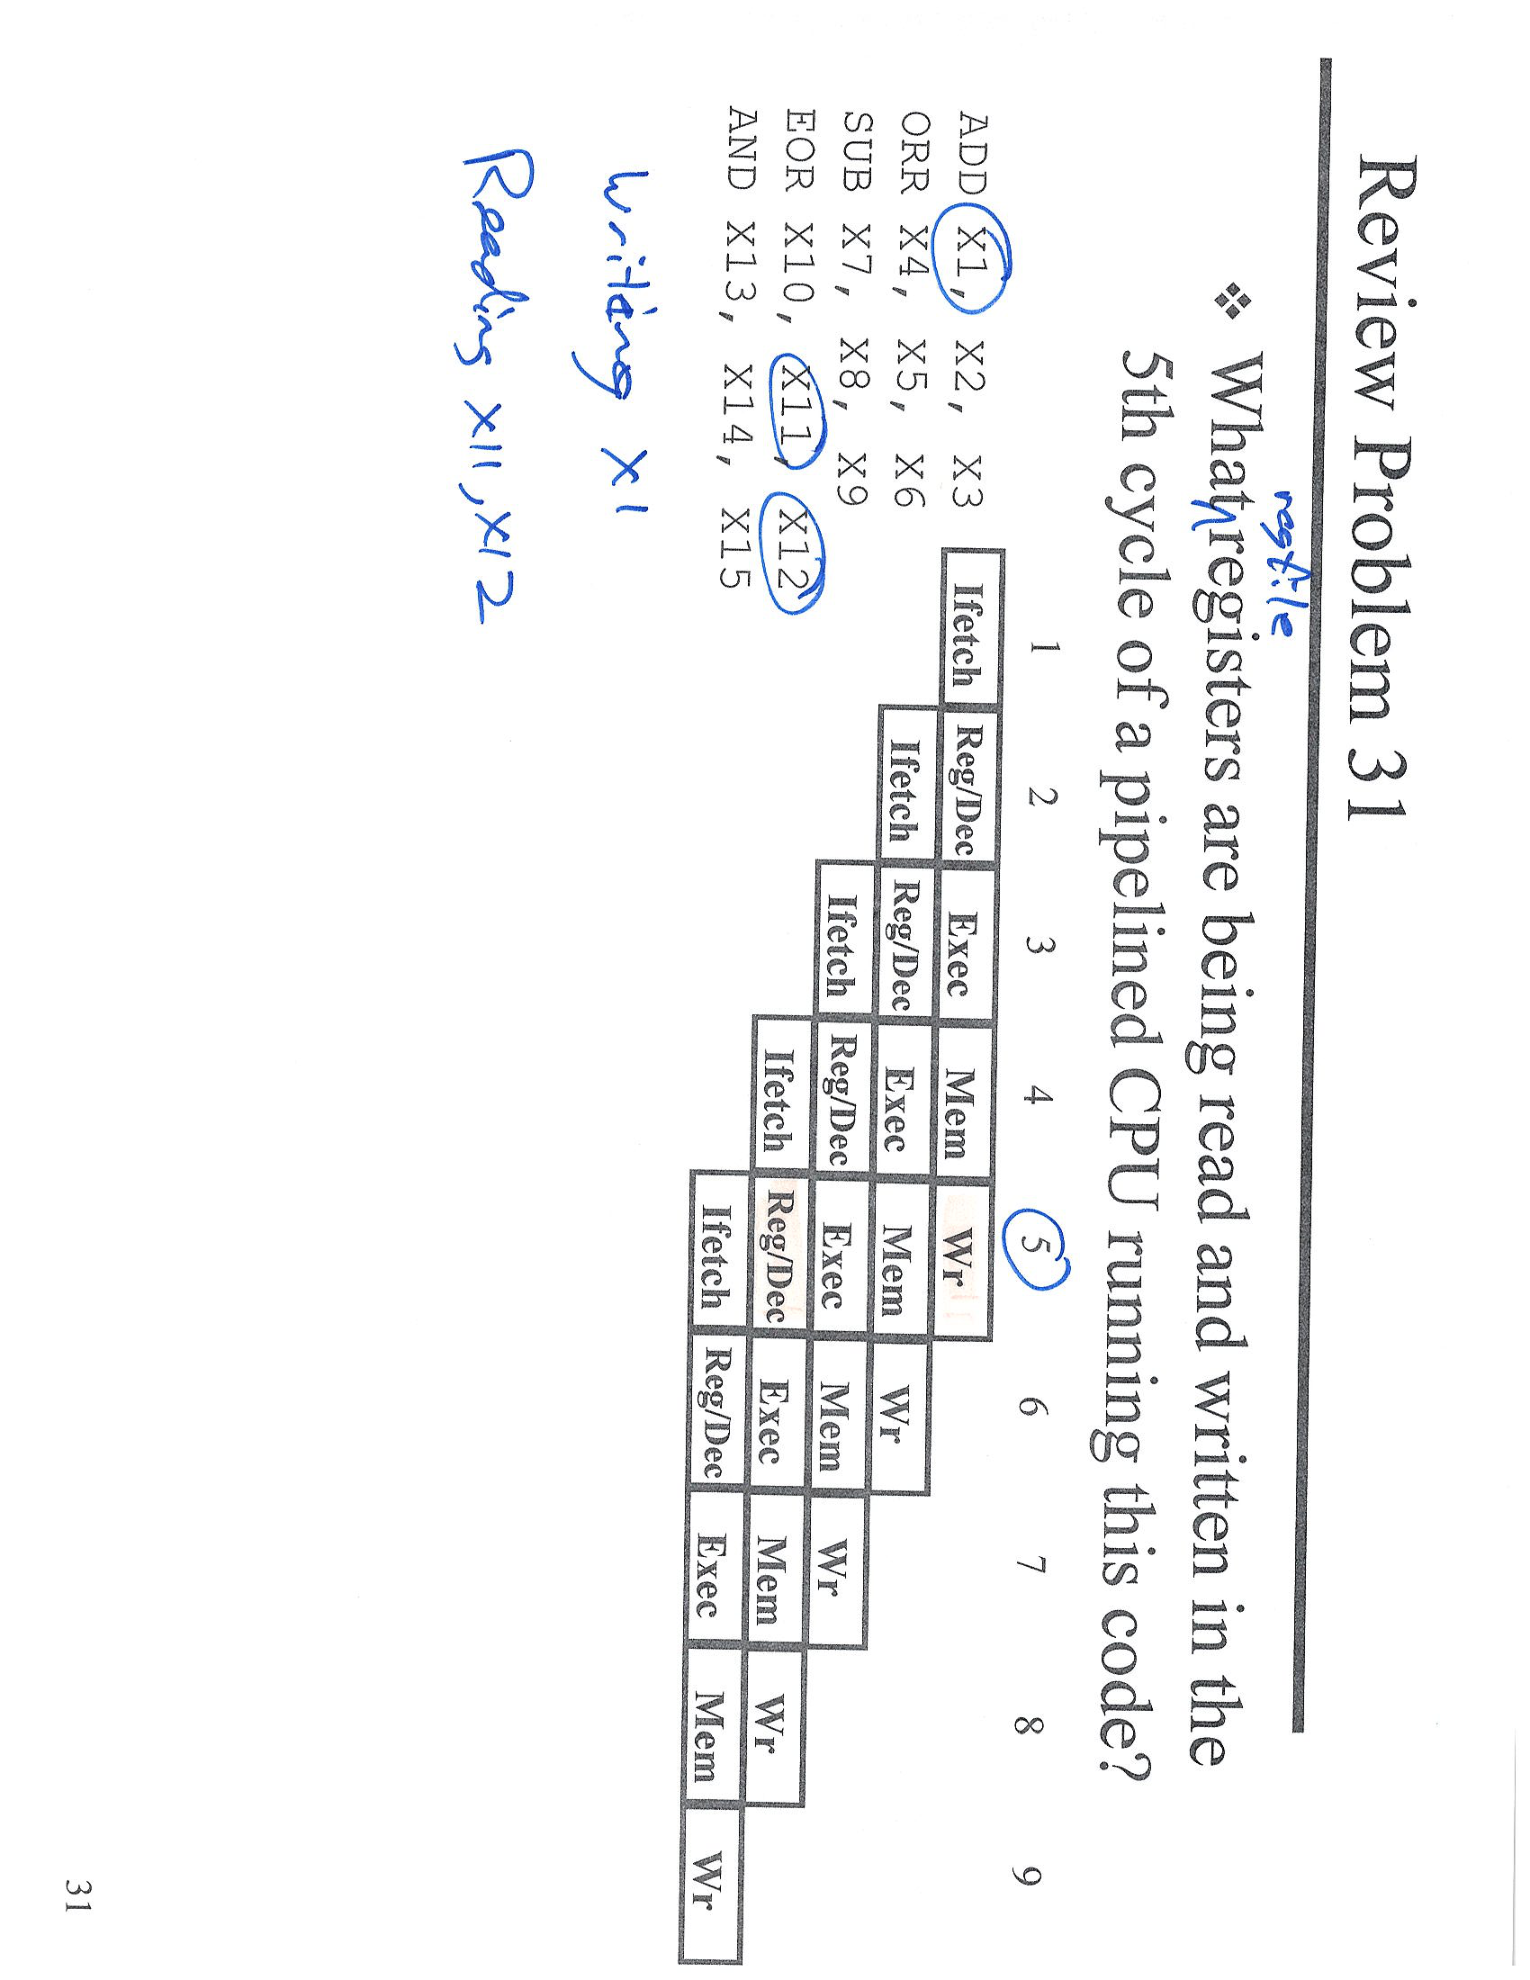 Review Problem 31
regfile
❖ What registers are being read and written in the
5th cycle of a pipelined CPU running this code?
1 2 3 4 5 6 7 8 9
ADD X1, X2, X3 Ifetch Reg/Dec Exec Mem Wr
ORR X4, X5, X6 Ifetch Reg/Dec Exec Mem Wr
SUB X7, X8, X9 Ifetch Reg/Dec Exec Mem Wr
EOR X10, X11, X12 Ifetch Reg/Dec Exec Mem Wr
AND X13, X14, X15 Ifetch Reg/Dec Exec Mem Wr
Writing X1
Reading X11, X12
31